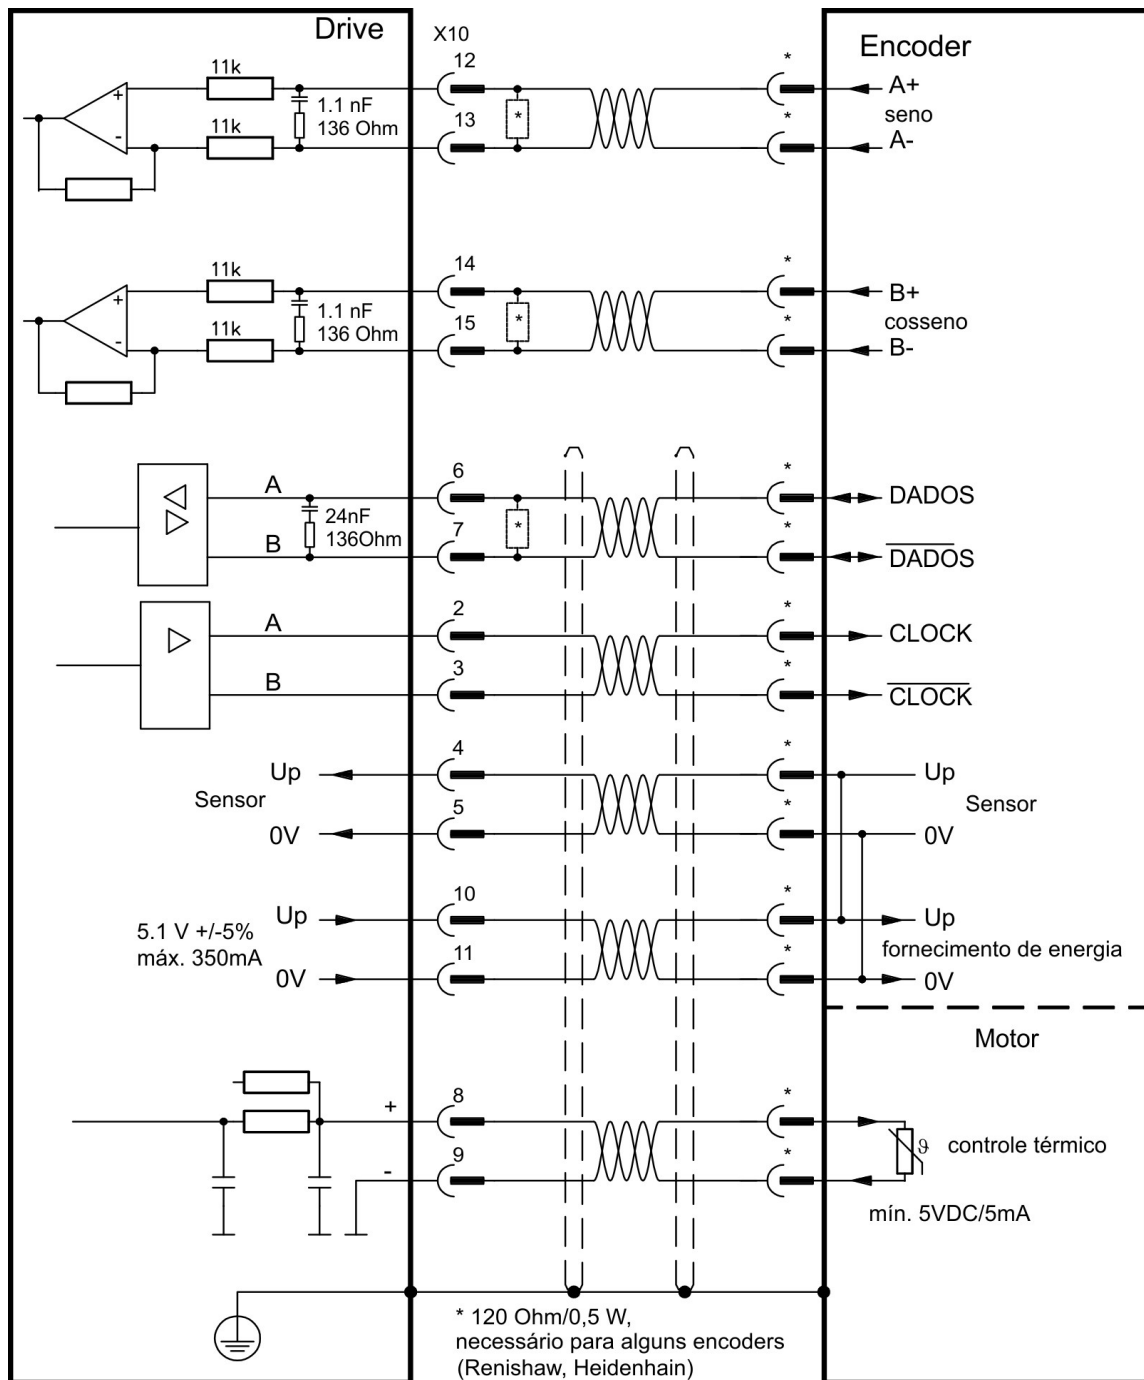 Drive
X10
Encoder
12
*
A+
11k
1.1 nF
136 Ohm
*
seno
11k
13
*
A-
+
-
14
*
B+
11k
1.1 nF
136 Ohm
*
cosseno
11k
15
*
B-
+
-
6
*
A
DADOS
24nF
136Ohm
*
7
*
B
DADOS
2
*
A
CLOCK
3
*
B
CLOCK
4
*
Up
Up
Sensor
Sensor
5
*
0V
0V
10
*
Up
Up
5.1 V +/-5%
máx. 350mA
fornecimento de energia
11
*
0V
0V
Motor
8
*
+
ϑ
controle térmico
9
*
-
mín. 5VDC/5mA
* 120 Ohm/0,5 W,
necessário para alguns encoders
(Renishaw, Heidenhain)